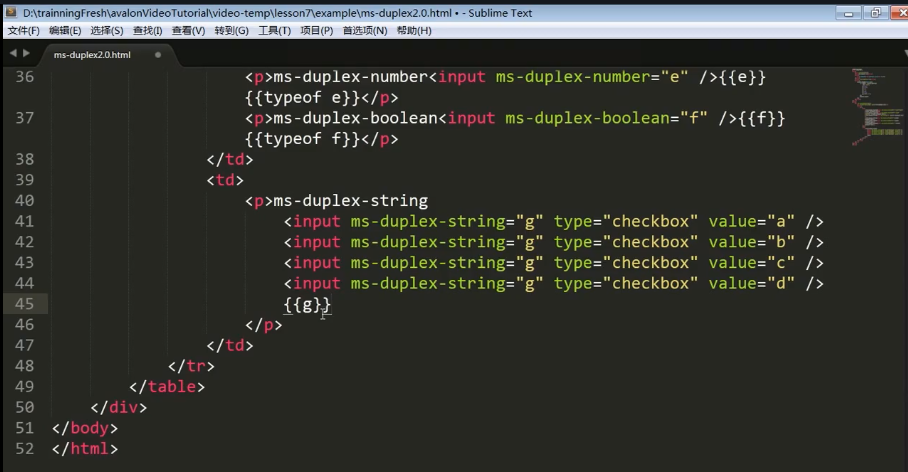 D:\trainningFresh\avalonVideoTutorial\video-temp\lesson7\example\ms-duplex2.0.html • - Sublime Text
文件(F) 编辑(E) 选择(S) 查找(I) 查看(V) 转到(G) 工具(T) 项目(P) 首选项(N) 帮助(H)
ms-duplex2.0.html
36 <p>ms-duplex-number<input ms-duplex-number="e" />{{e}}
{{typeof e}}</p>
37 <p>ms-duplex-boolean<input ms-duplex-boolean="f" />{{f}}
{{typeof f}}</p>
38 </td>
39 <td>
40 <p>ms-duplex-string
41 <input ms-duplex-string="g" type="checkbox" value="a" />
42 <input ms-duplex-string="g" type="checkbox" value="b" />
43 <input ms-duplex-string="g" type="checkbox" value="c" />
44 <input ms-duplex-string="g" type="checkbox" value="d" />
45 {{g}}
46 </p>
47 </td>
48 </tr>
49 </table>
50 </div>
51 </body>
52 </html>